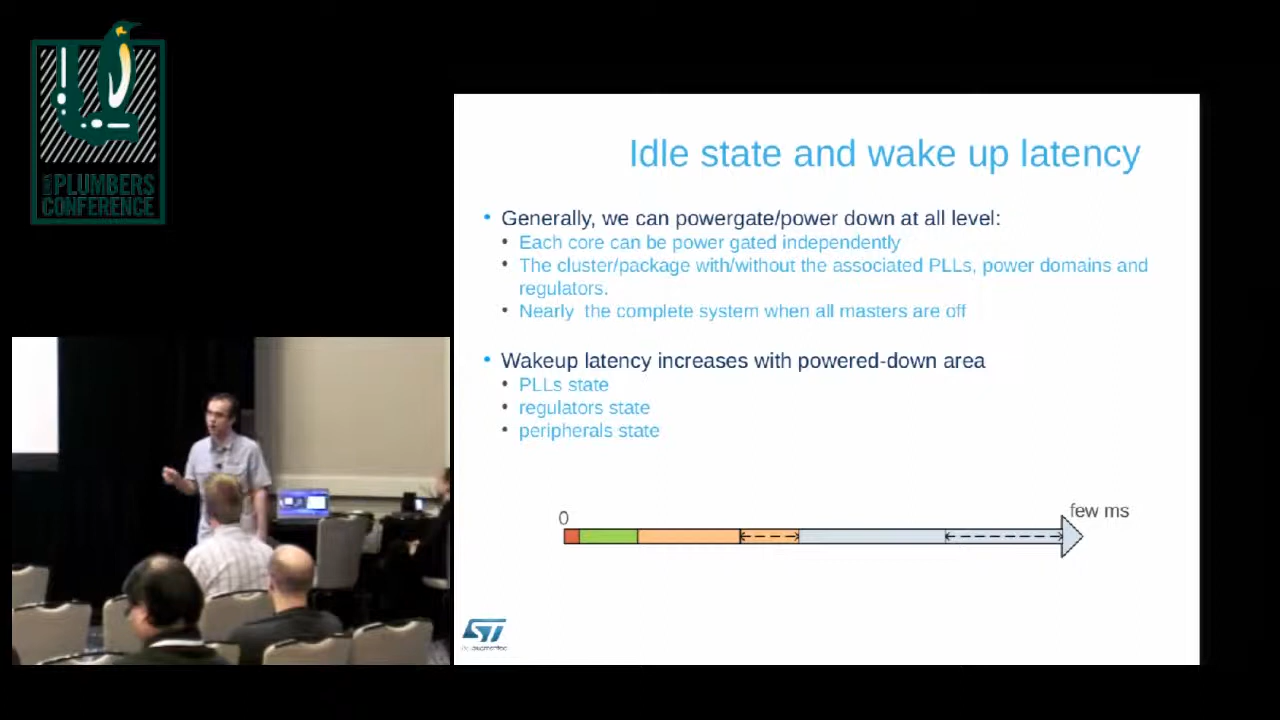 PLUMBERS
CONFERENCE
Idle state and wake up latency
• Generally, we can powergate/power down at all level:
• Each core can be power gated independently
• The cluster/package with/without the associated PLLs, power domains and
regulators.
• Nearly the complete system when all masters are off
• Wakeup latency increases with powered-down area
• PLLs state
• regulators state
• peripherals state
0
few ms
ST